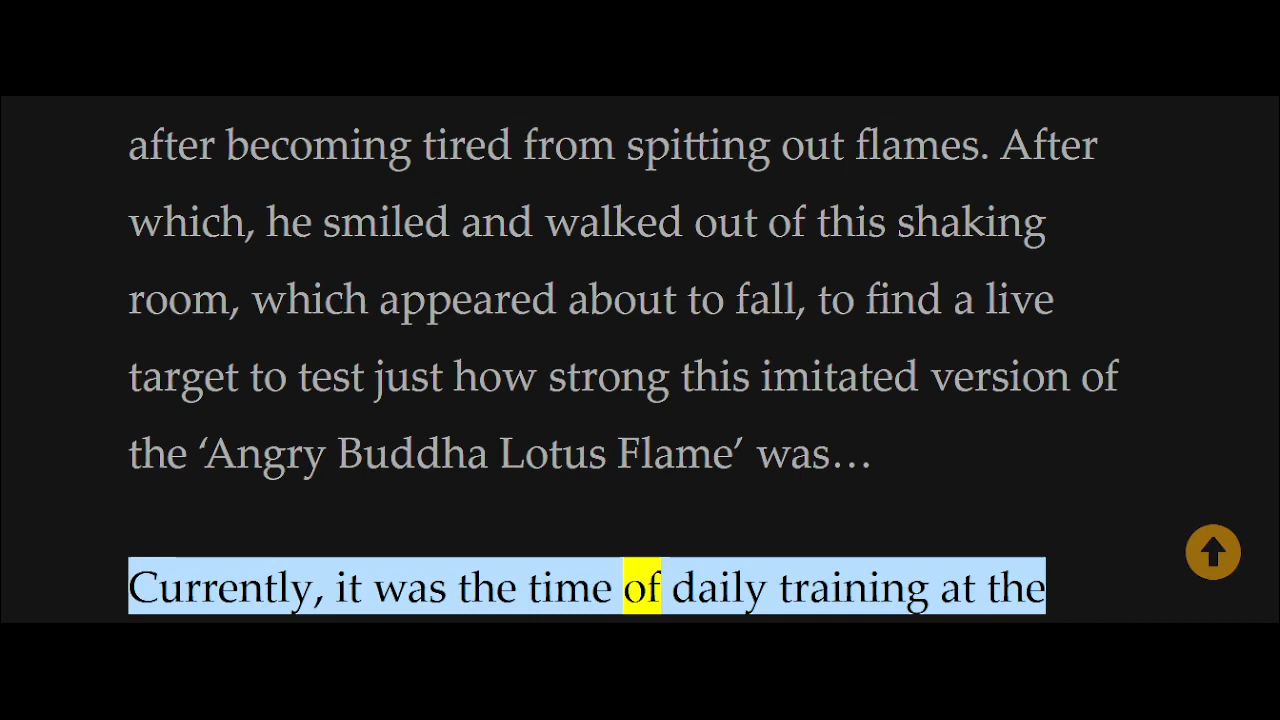 after becoming tired from spitting out flames. After
which, he smiled and walked out of this shaking
room, which appeared about to fall, to find a live
target to test just how strong this imitated version of
the ‘Angry Buddha Lotus Flame’ was…
Currently, it was the time of daily training at the